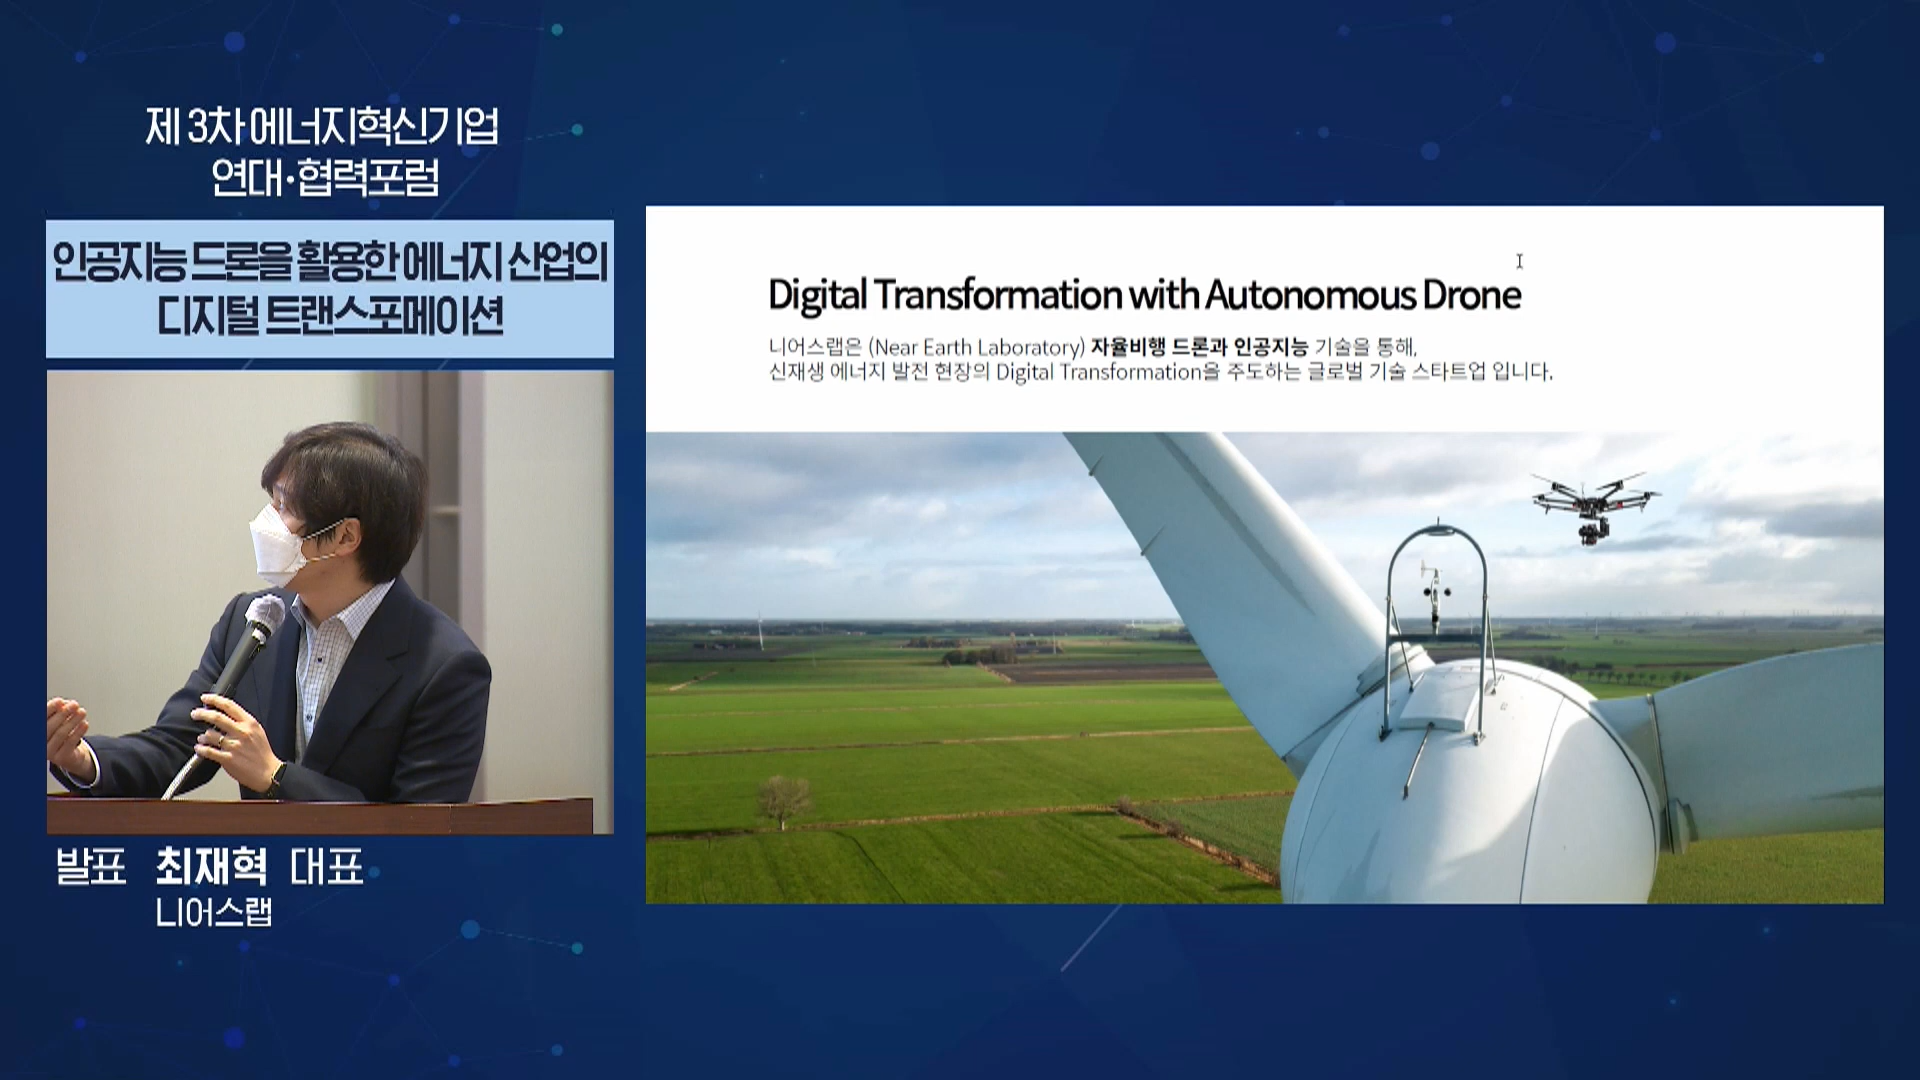 제 3차 에너지혁신기업
연대·협력포럼
인공지능 드론을 활용한 에너지 산업의
디지털 트랜스포메이션
발표 최재혁 대표
니어스랩
Digital Transformation with Autonomous Drone
니어스랩은 (Near Earth Laboratory) 자율비행 드론과 인공지능 기술을 통해,
신재생 에너지 발전 현장의 Digital Transformation을 주도하는 글로벌 기술 스타트업 입니다.